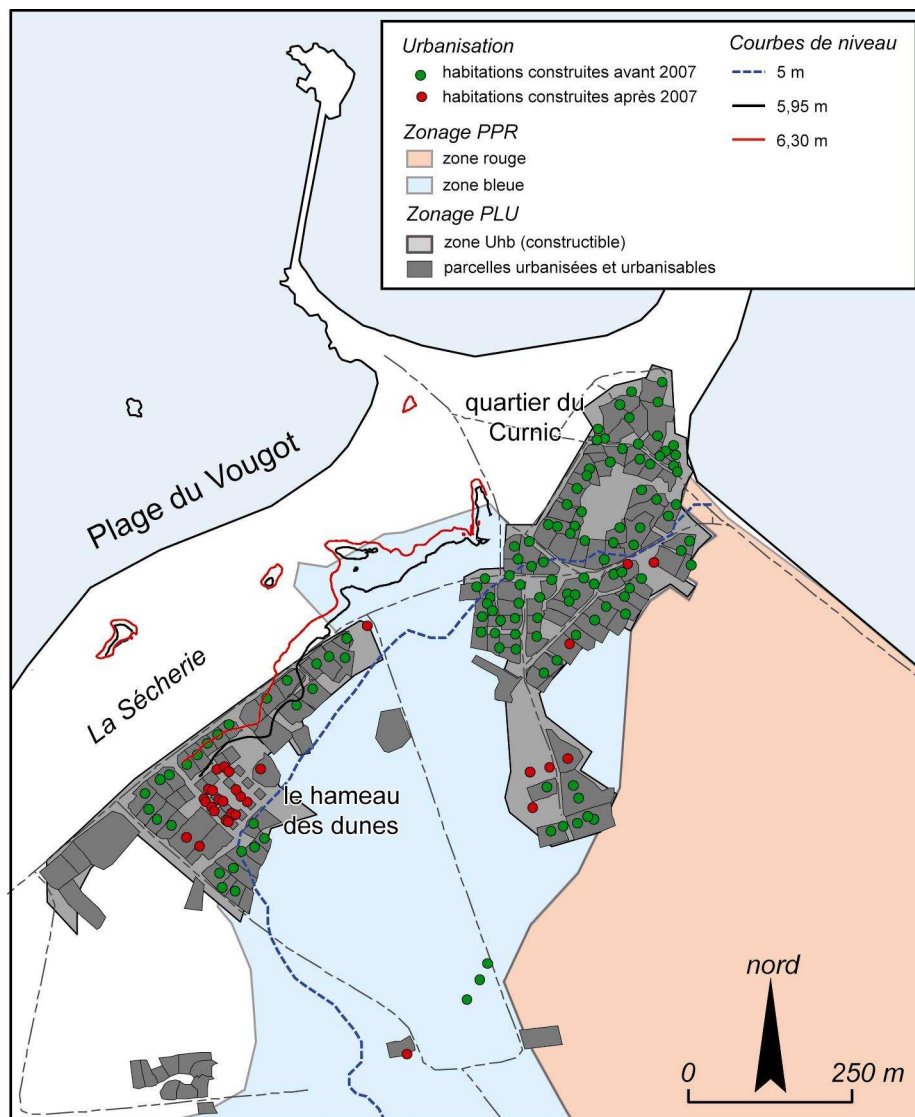 Urbanisation
habitations construites avant 2007
habitations construites après 2007
Zonage PPR
zone rouge
zone bleue
Zonage PLU
zone Uhb (constructible)
parcelles urbanisées et urbanisables
Courbes de niveau
5 m
5,95 m
6,30 m
quartier du
Curnic
Plage du Vougot
La Sécherie
le hameau
des dunes
nord
0 250 m